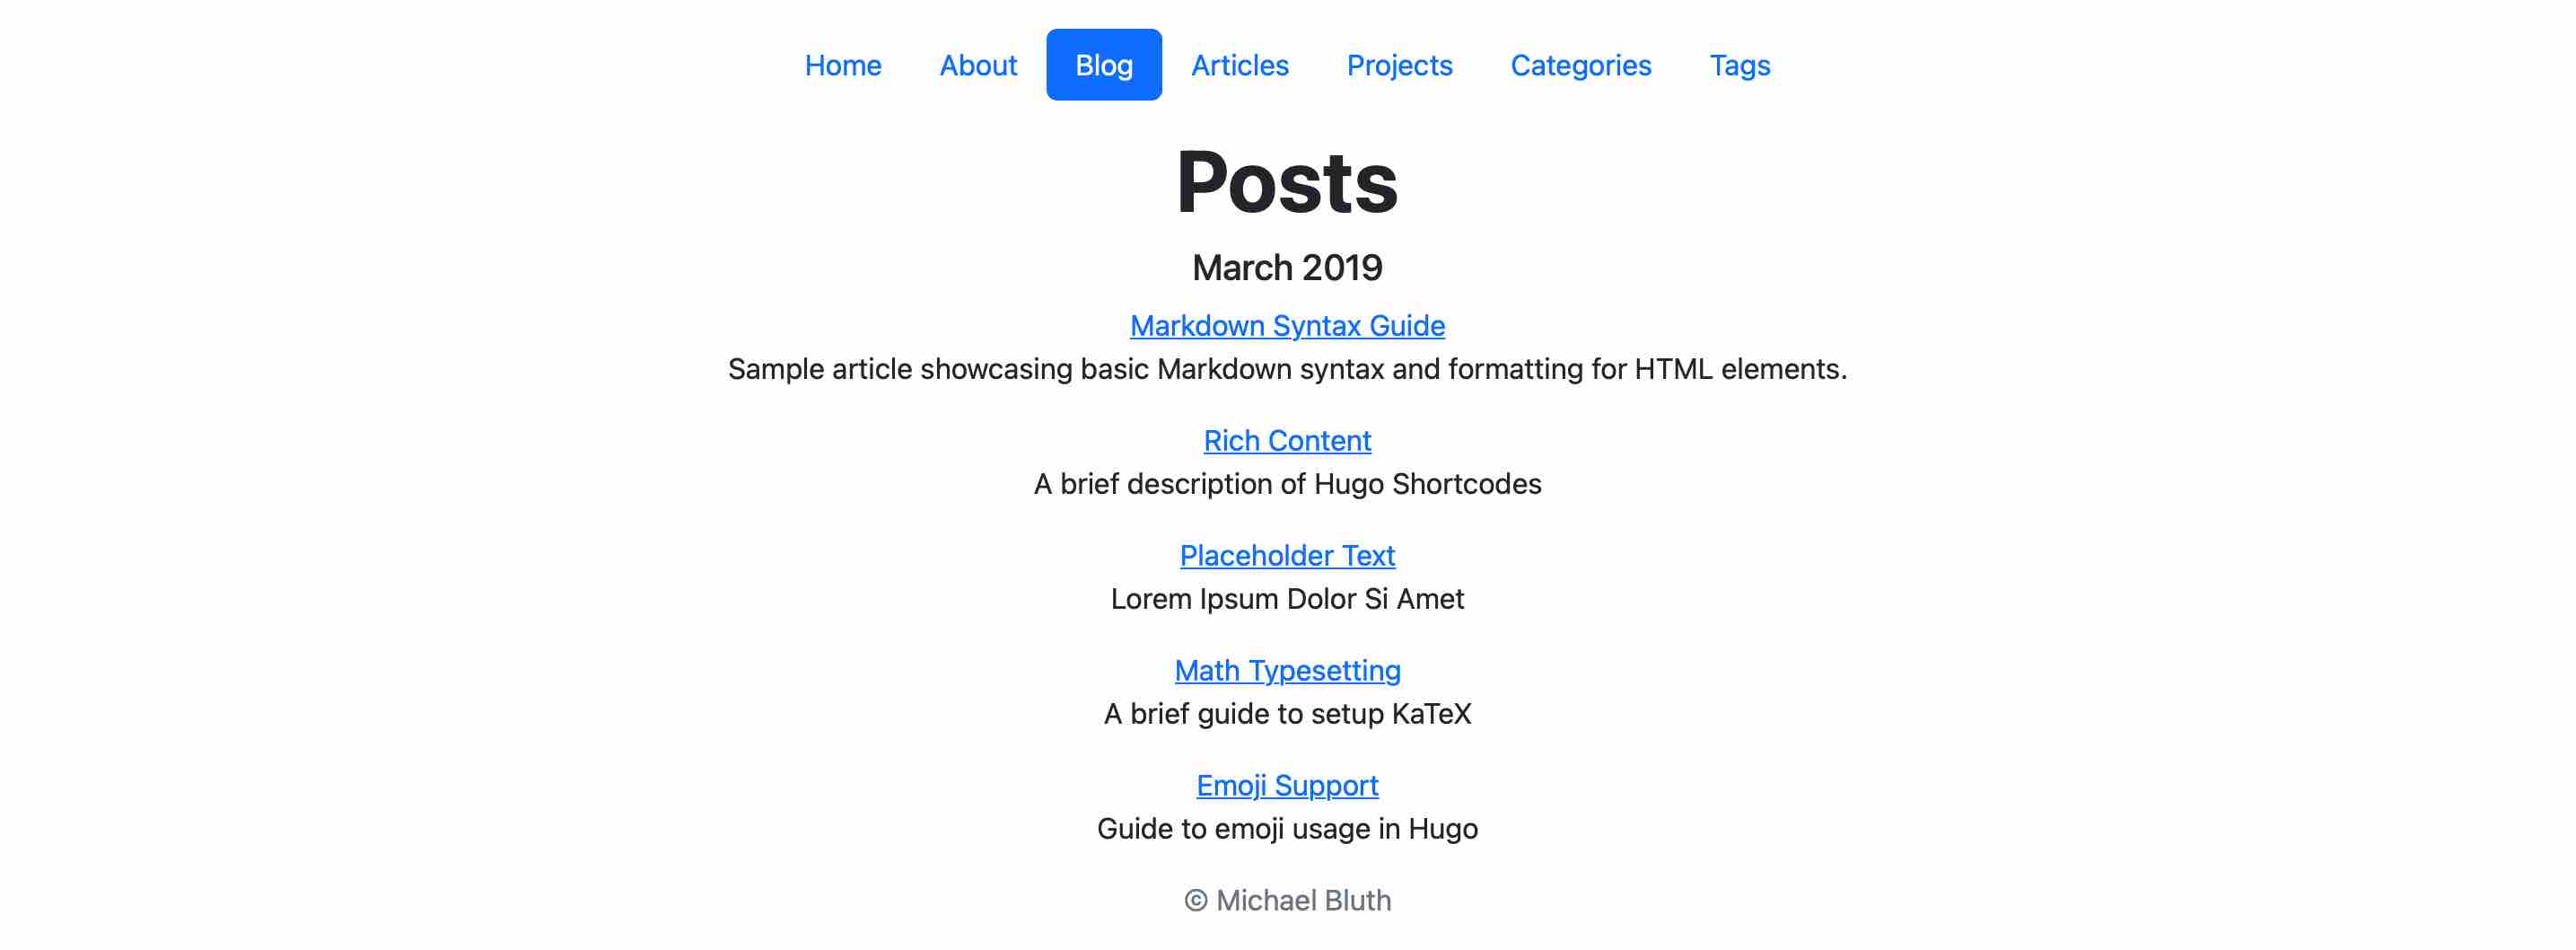 Home About Blog Articles Projects Categories Tags
Posts
March 2019
Markdown Syntax Guide
Sample article showcasing basic Markdown syntax and formatting for HTML elements.
Rich Content
A brief description of Hugo Shortcodes
Placeholder Text
Lorem Ipsum Dolor Si Amet
Math Typesetting
A brief guide to setup KaTeX
Emoji Support
Guide to emoji usage in Hugo
© Michael Bluth